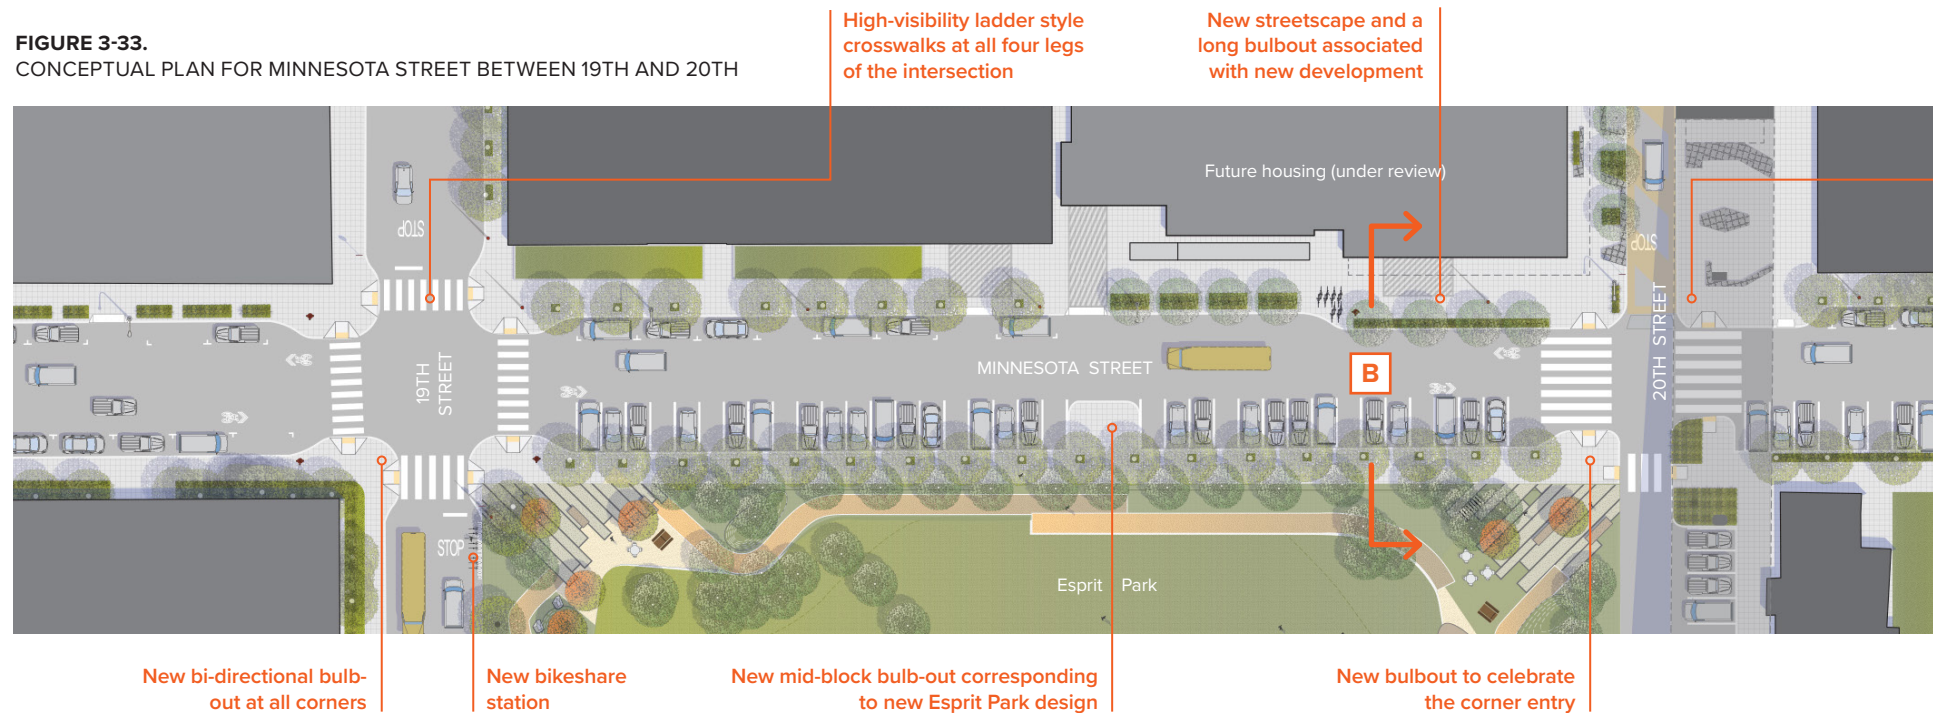 FIGURE 3-33.
CONCEPTUAL PLAN FOR MINNESOTA STREET BETWEEN 19TH AND 20TH
High-visibility ladder style
crosswalks at all four legs
of the intersection
New streetscape and a
long bulbout associated
with new development
Future housing (under review)
STOP
STOP
19TH
STREET
MINNESOTA STREET
B
20TH STREET
STOP
Esprit Park
New bi-directional bulb-
out at all corners
New bikeshare
station
New mid-block bulb-out corresponding
to new Esprit Park design
New bulbout to celebrate
the corner entry